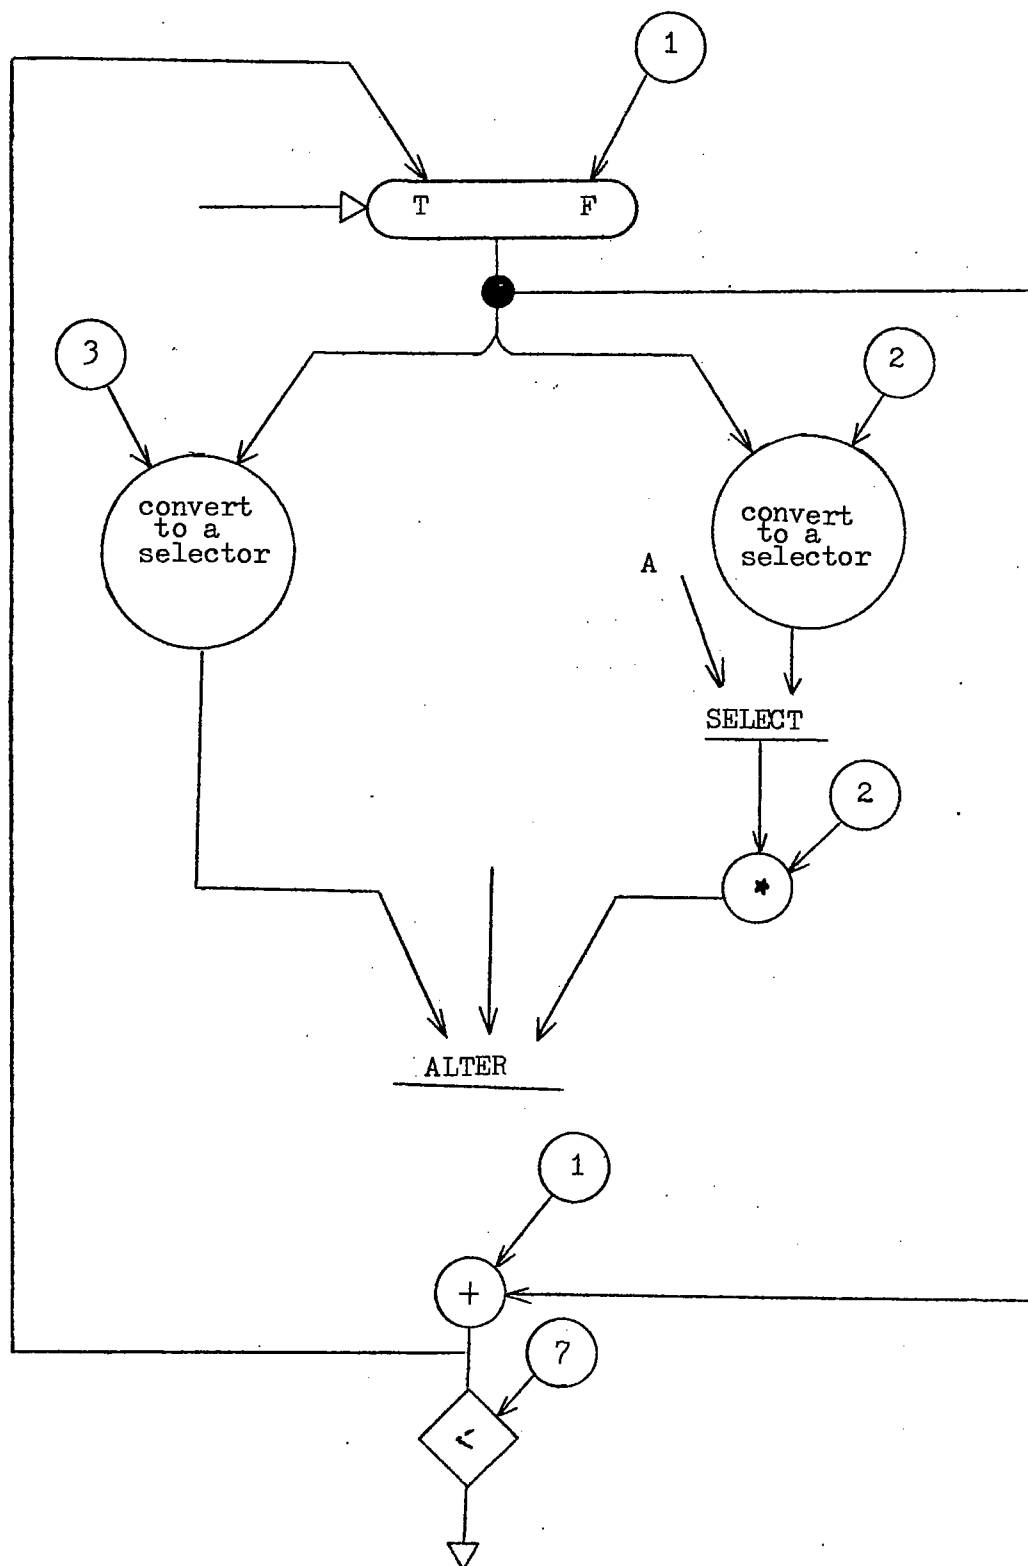 1
T F
3
2
convert
to a
selector
convert
to a
selector
A
SELECT
2
*
ALTER
1
+
7
<